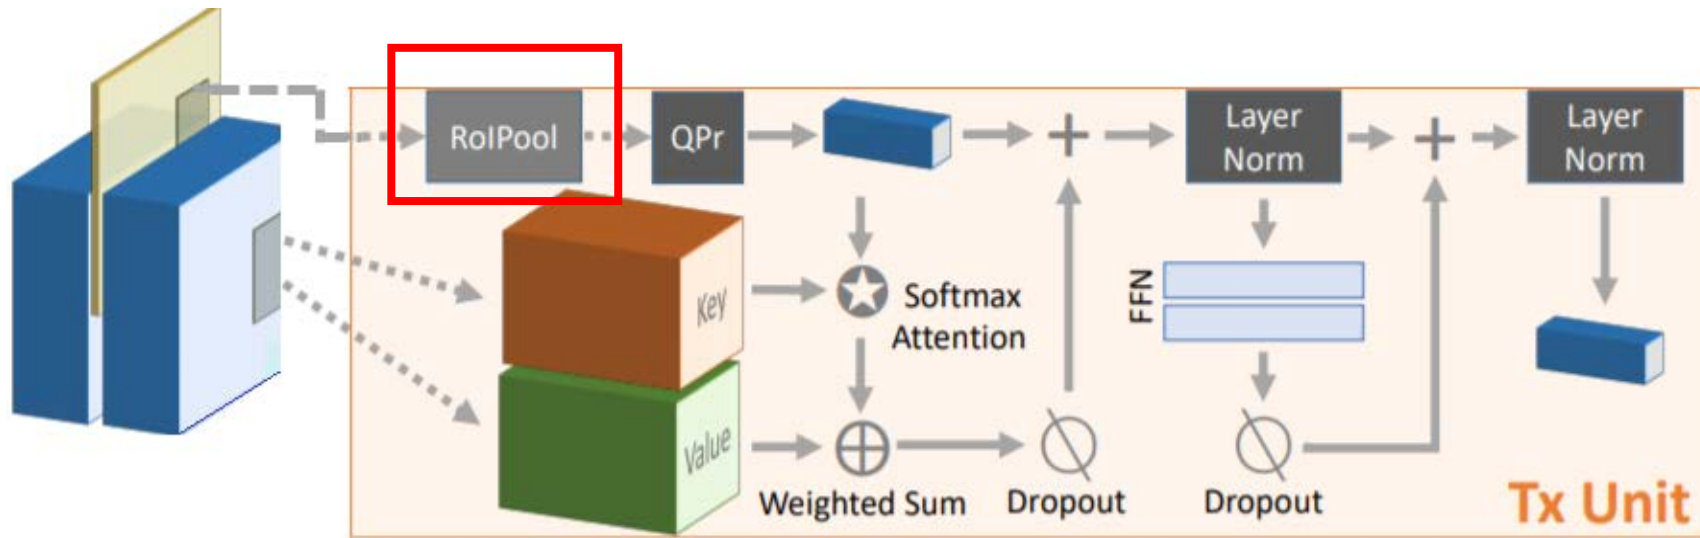 RoIPool
QPr
Layer
Norm
Layer
Norm
Key
Softmax
Attention
FFN
Value
Weighted Sum
Dropout
Dropout
Tx Unit